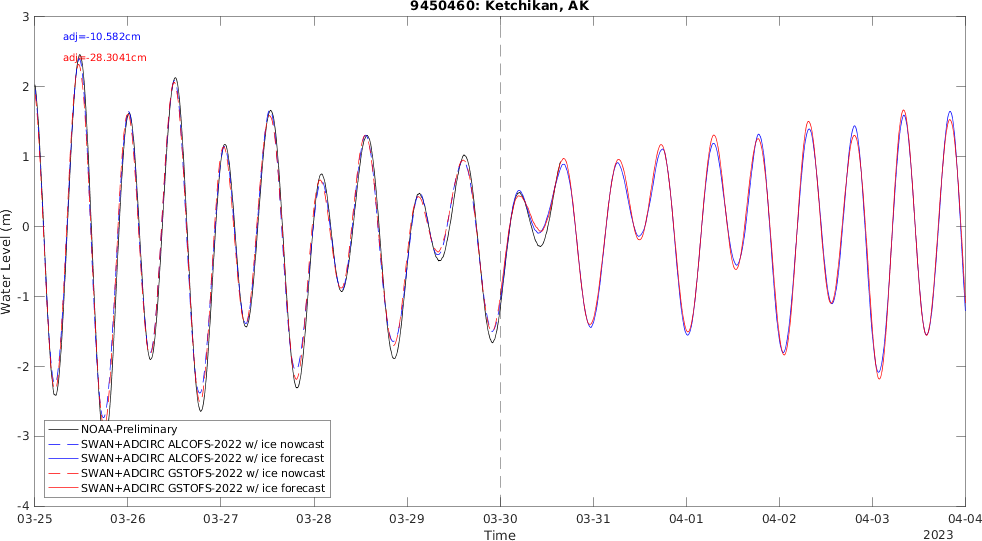 9450460: Ketchikan, AK
adj=-10.582cm
adj=-28.3041cm
Water Level (m)
3
2
1
0
-1
-2
-3
-4
NOAA-Preliminary
SWAN+ADCIRC ALCOFS-2022 w/ ice nowcast
SWAN+ADCIRC ALCOFS-2022 w/ ice forecast
SWAN+ADCIRC GSTOFS-2022 w/ ice nowcast
SWAN+ADCIRC GSTOFS-2022 w/ ice forecast
03-25 03-26 03-27 03-28 03-29 03-30 03-31 04-01 04-02 04-03 04-04
Time
2023